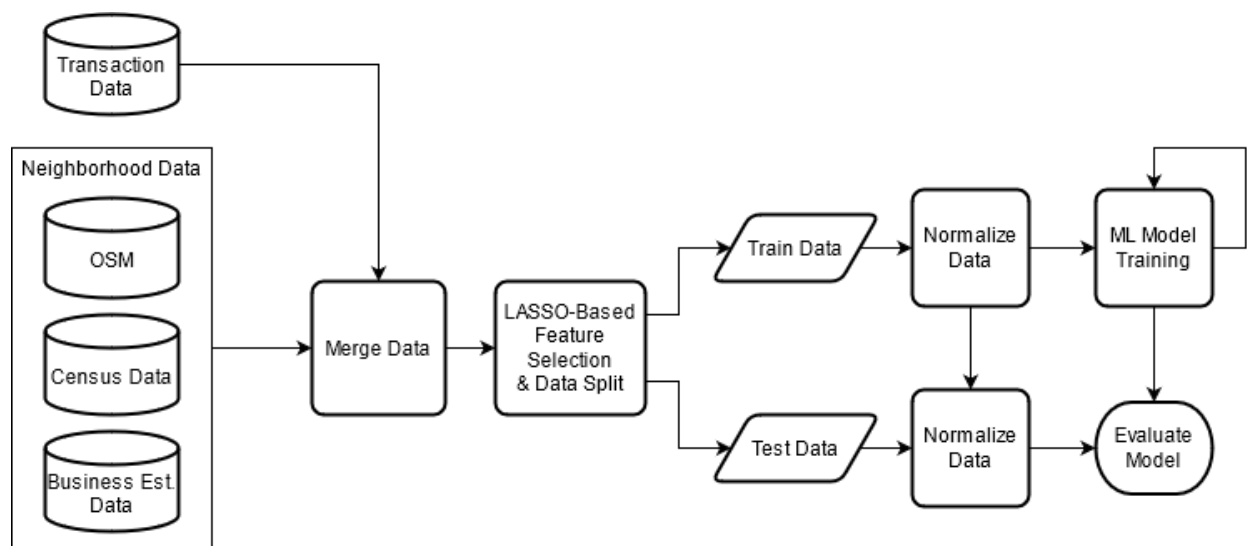 Transaction
Data
Neighborhood Data
OSM
Census Data
Business Est.
Data
Merge Data
LASSO-Based
Feature
Selection
& Data Split
Train Data
Normalize
Data
ML Model
Training
Test Data
Normalize
Data
Evaluate
Model